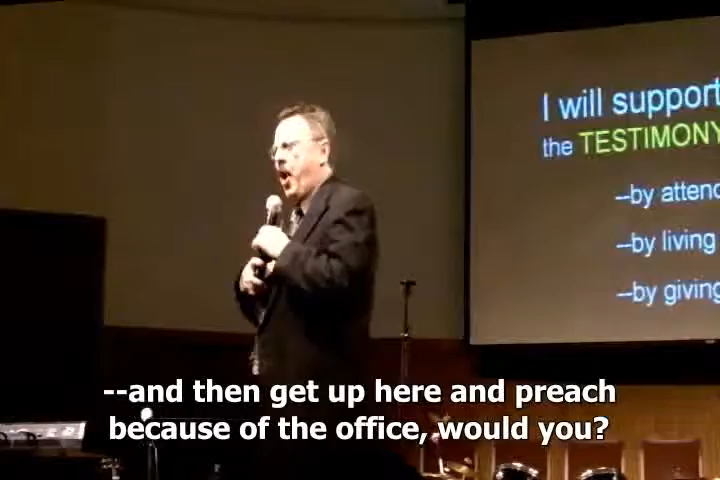 I will support
the TESTIMONY
--by attend
--by living
--by giving
--and then get up here and preach
because of the office, would you?